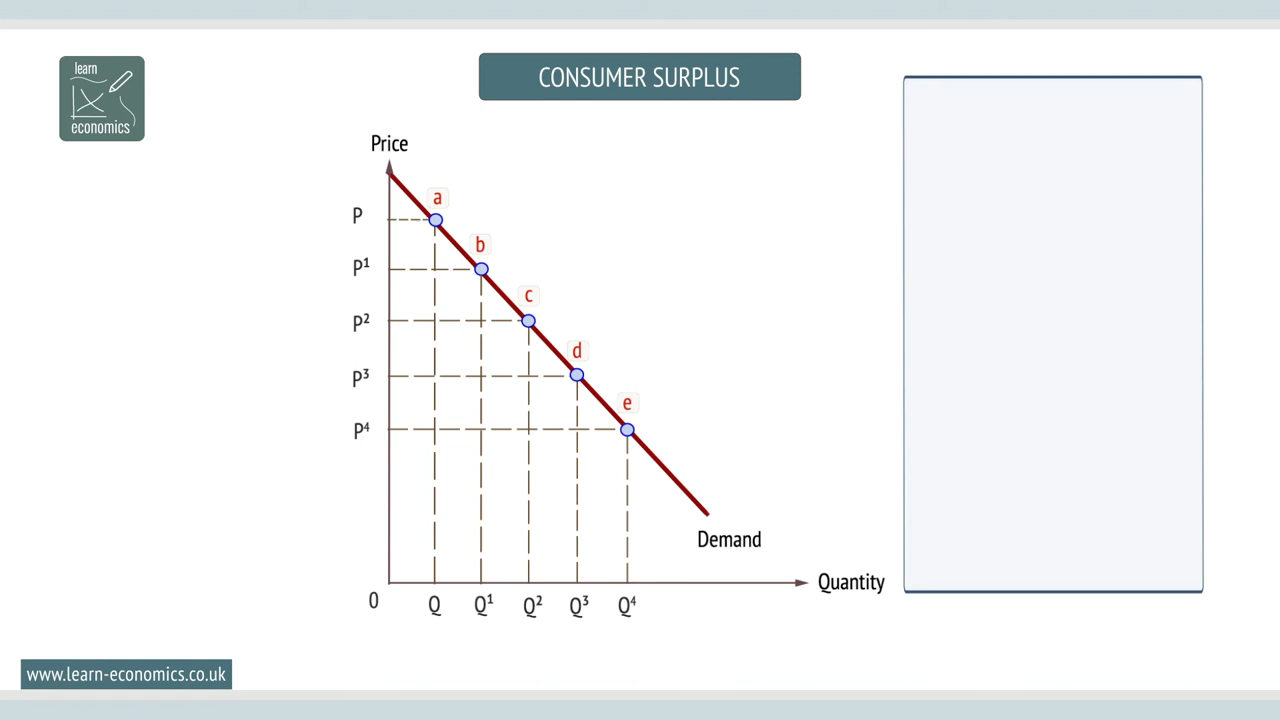 learn
economics
CONSUMER SURPLUS
Price
a
P
b
P¹
c
P²
d
P³
e
P⁴
Demand
Quantity
0
Q
Q¹
Q²
Q³
Q⁴
www.learn-economics.co.uk